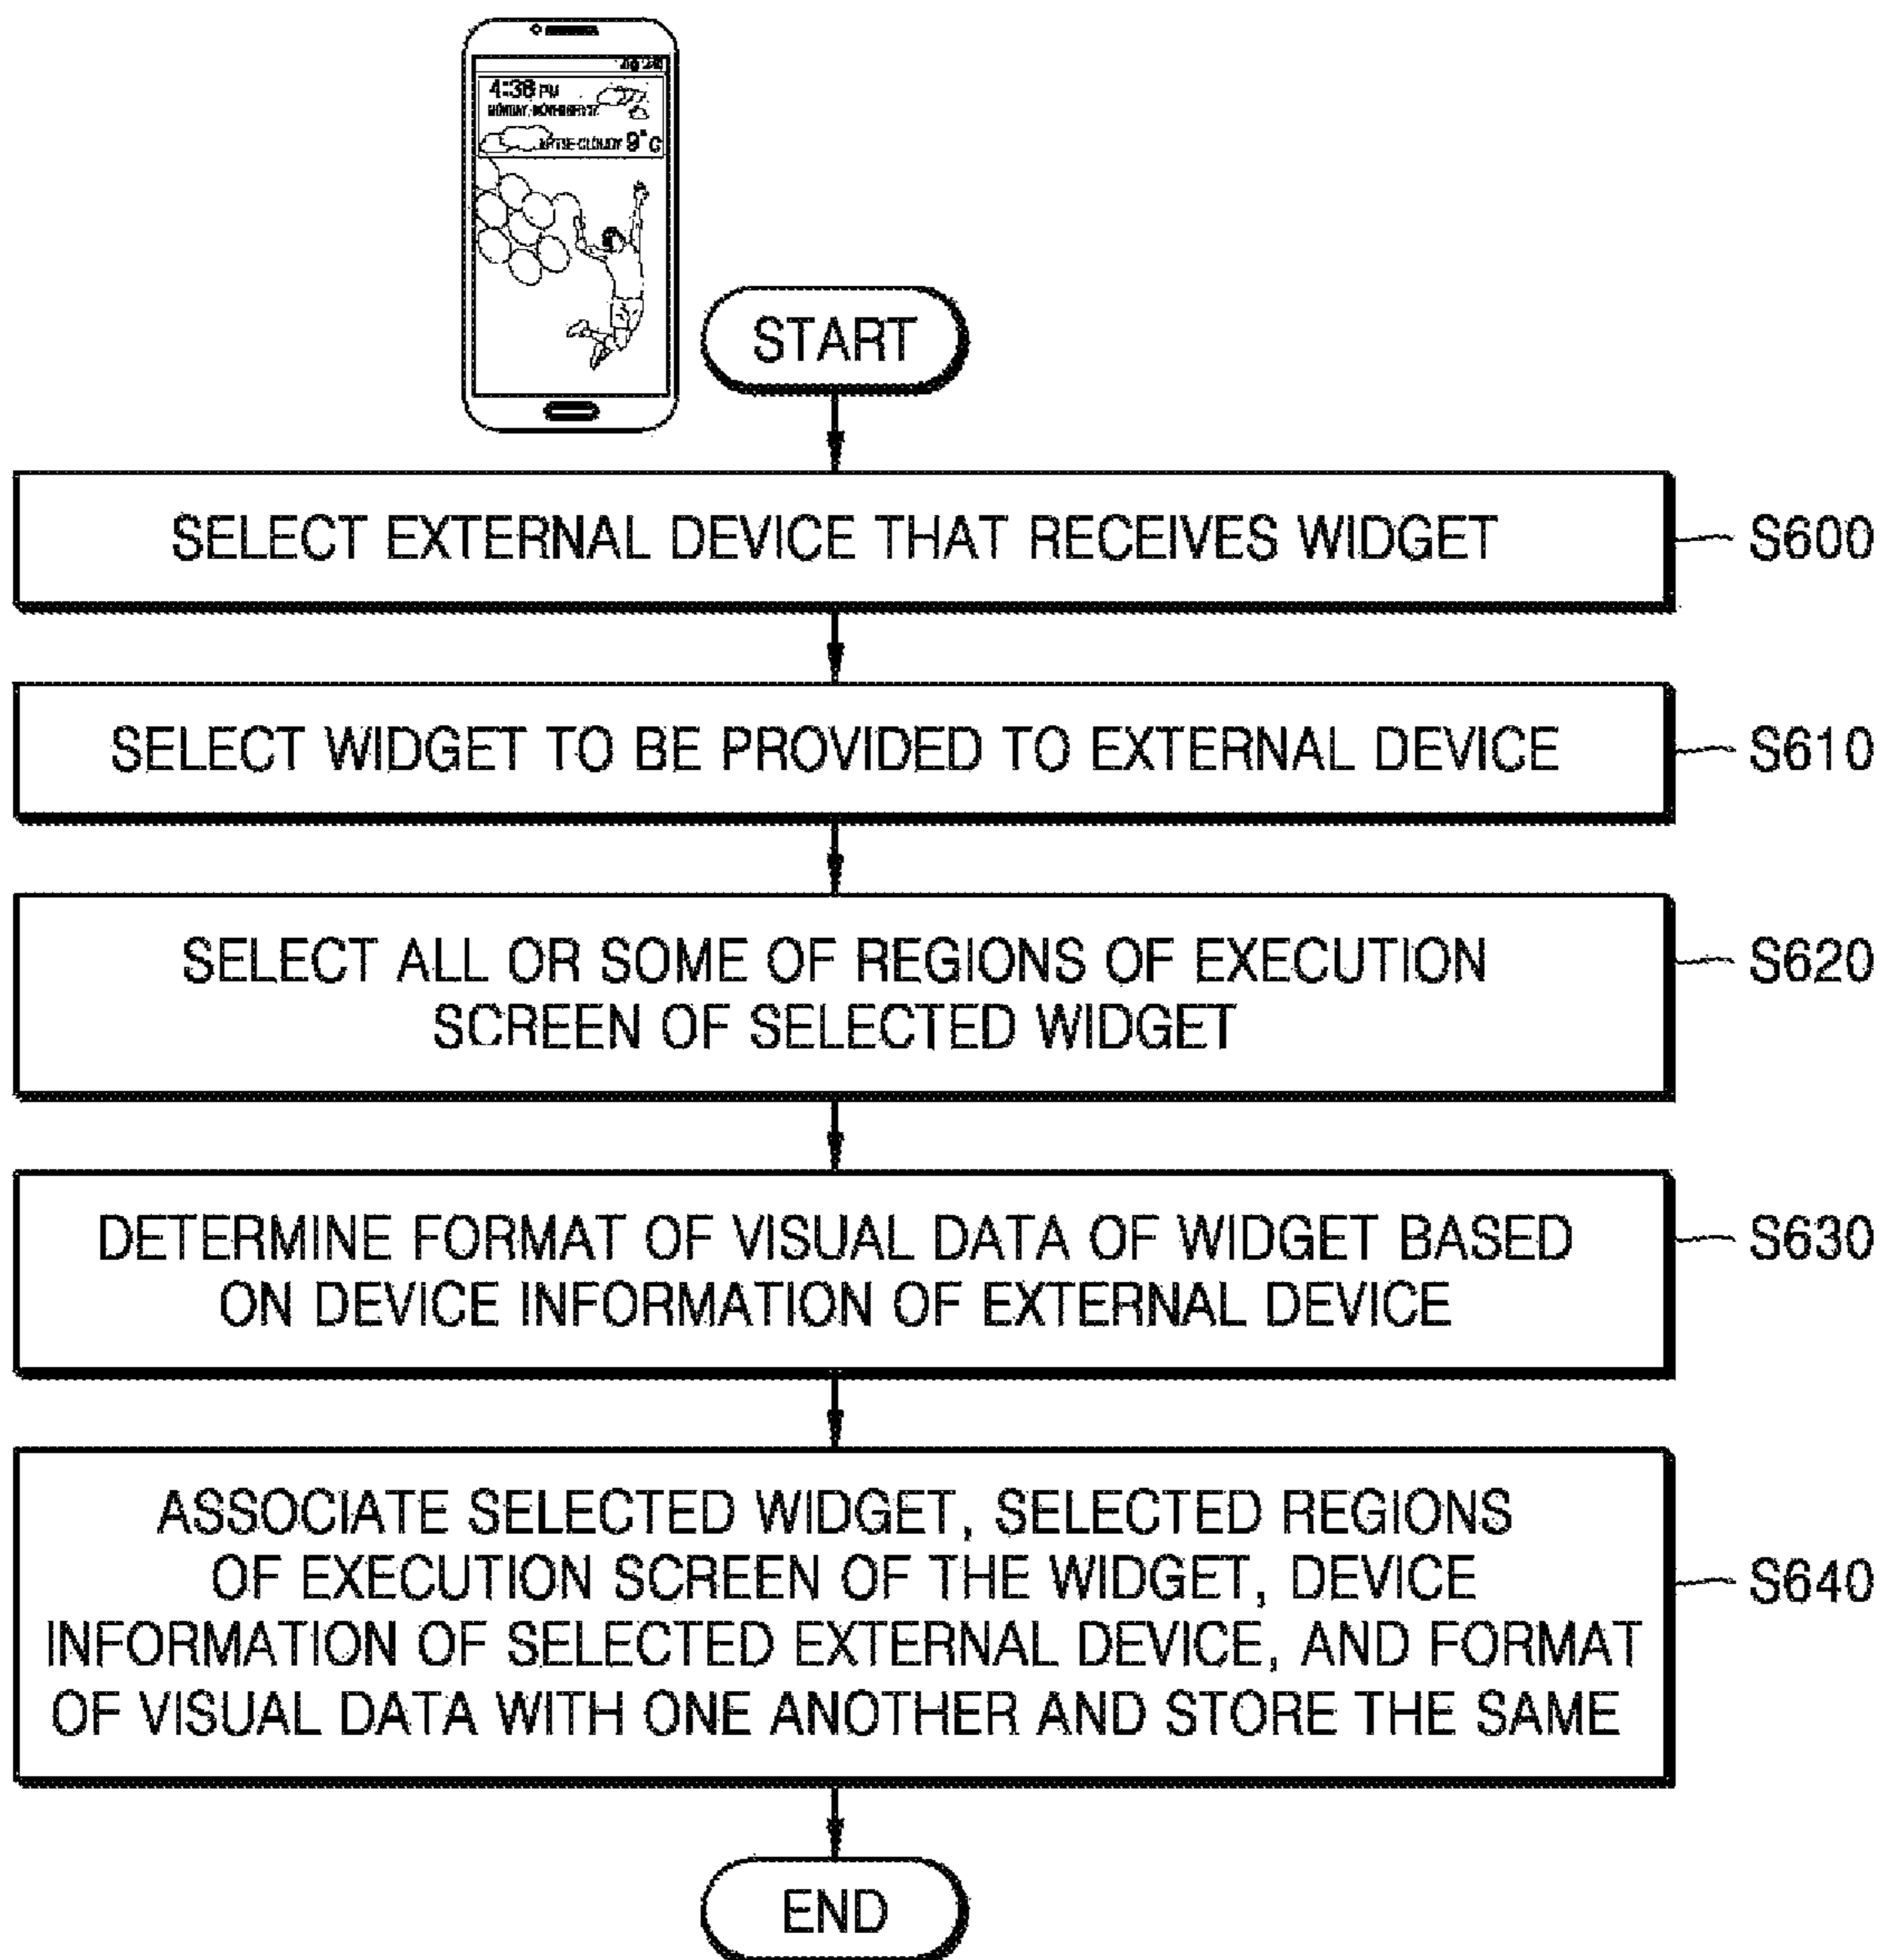 4:38 PM
9° C
START
SELECT EXTERNAL DEVICE THAT RECEIVES WIDGET
S600
SELECT WIDGET TO BE PROVIDED TO EXTERNAL DEVICE
S610
SELECT ALL OR SOME OF REGIONS OF EXECUTION
SCREEN OF SELECTED WIDGET
S620
DETERMINE FORMAT OF VISUAL DATA OF WIDGET BASED
ON DEVICE INFORMATION OF EXTERNAL DEVICE
S630
ASSOCIATE SELECTED WIDGET, SELECTED REGIONS
OF EXECUTION SCREEN OF THE WIDGET, DEVICE
INFORMATION OF SELECTED EXTERNAL DEVICE, AND FORMAT
OF VISUAL DATA WITH ONE ANOTHER AND STORE THE SAME
S640
END